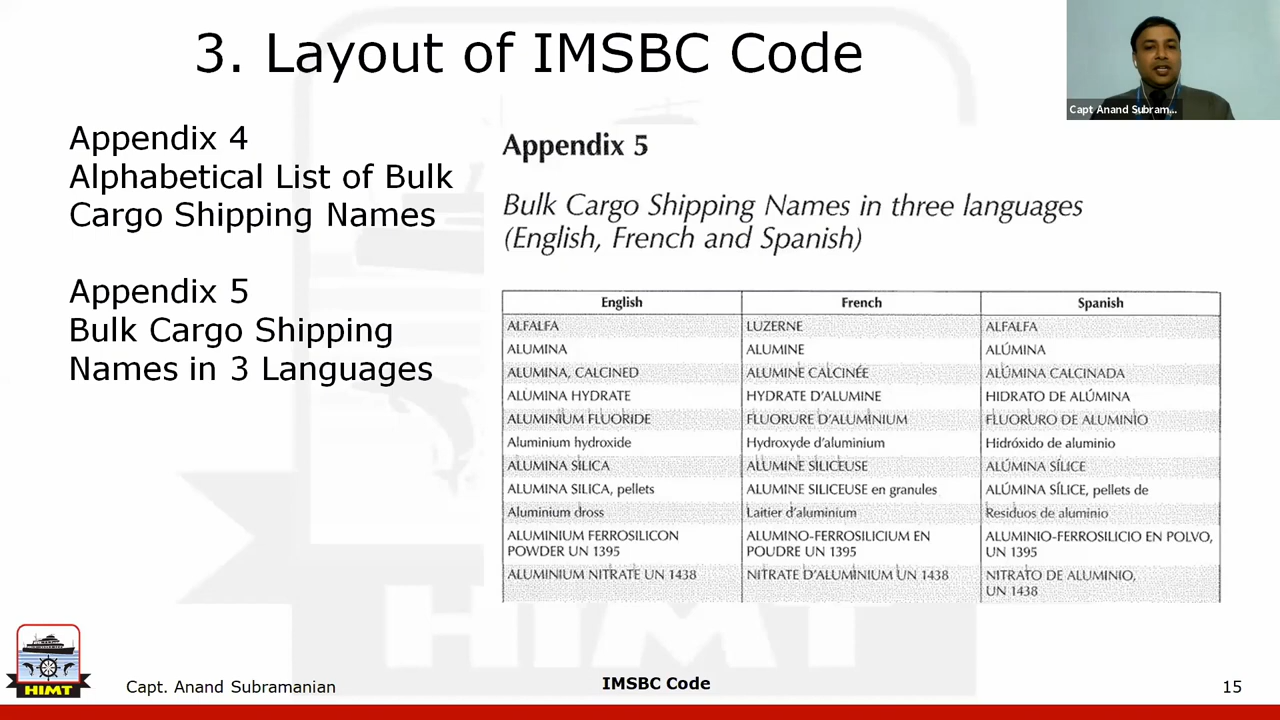 3. Layout of IMSBC Code
Capt Anand Subram...
Appendix 4
Alphabetical List of Bulk
Cargo Shipping Names
Appendix 5
Bulk Cargo Shipping
Names in 3 Languages
Appendix 5
Bulk Cargo Shipping Names in three languages
(English, French and Spanish)
English French Spanish
ALFALFA LUZERNE ALFALFA
ALUMINA ALUMINE ALÚMINA
ALUMINA, CALCINED ALUMINE CALCINÉE ALÚMINA CALCINADA
ALUMINA HYDRATE HYDRATE D'ALUMINE HIDRATO DE ALÚMINA
ALUMINIUM FLUORIDE FLUORURE D'ALUMINIUM FLUORURO DE ALUMINIO
Aluminium hydroxide Hydroxyde d'aluminium Hidróxido de aluminio
ALUMINA SILICA ALUMINE SILICEUSE ALÚMINA SÍLICE
ALUMINA SILICA, pellets ALUMINE SILICEUSE en granules ALÚMINA SÍLICE, pellets de
Aluminium dross Laitier d'aluminium Residuos de aluminio
ALUMINIUM FERROSILICON ALUMINO-FERROSILICIUM EN ALUMINIO-FERROSILICIO EN POLVO,
POWDER UN 1395 POUDRE UN 1395 UN 1395
ALUMINIUM NITRATE UN 1438 NITRATE D'ALUMINIUM UN 1438 NITRATO DE ALUMINIO,
UN 1438
HIMT
HIMT
Capt. Anand Subramanian
IMSBC Code
15